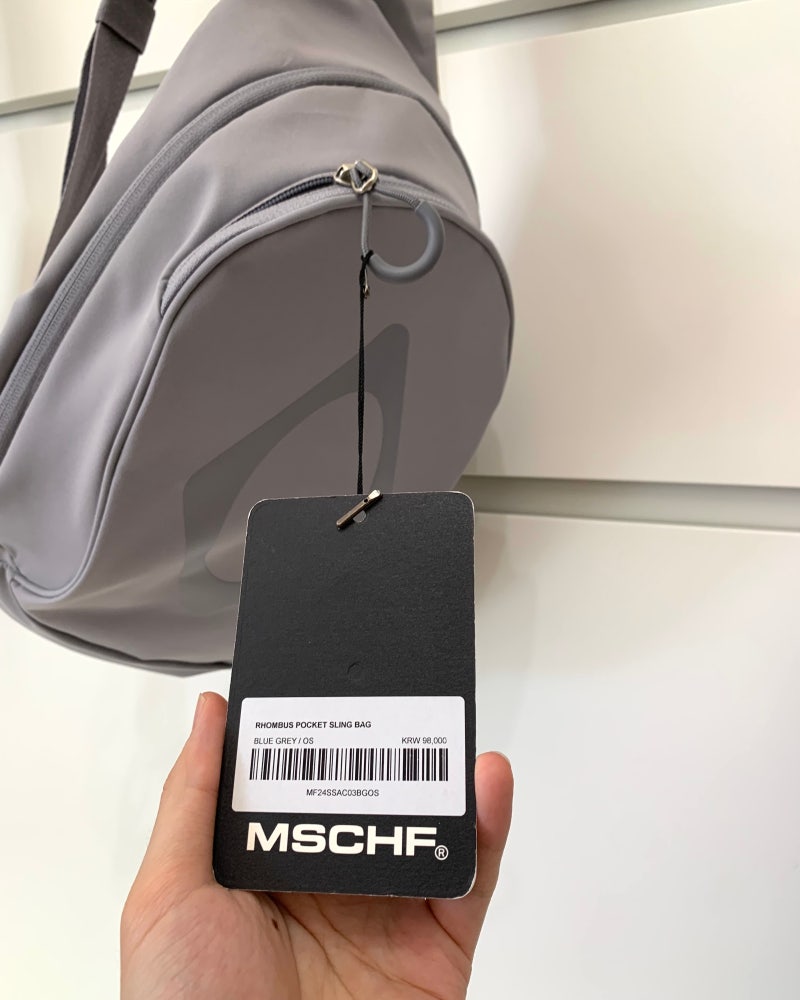 RHOMBUS POCKET SLING BAG
BLUE GREY / OS KRW 98,000
MF24SSAC03BGOS
MSCHF®